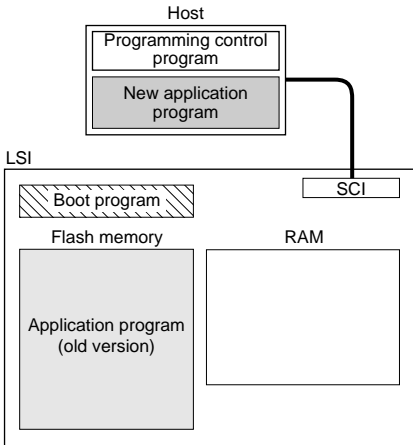 Host
Programming control
program
New application
program
LSI
SCI
Boot program
Flash memory
RAM
Application program
(old version)